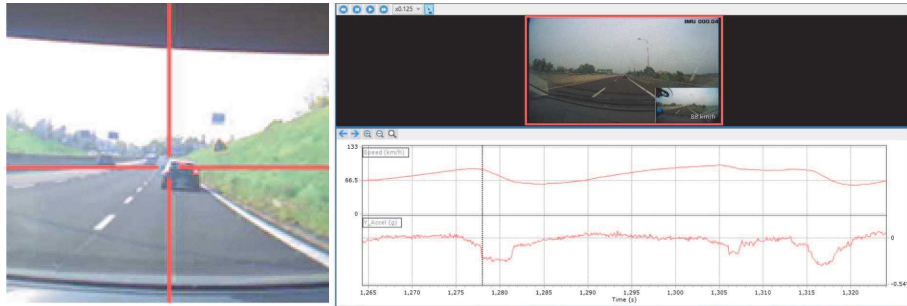 x0.125
IMU 000.04
88 km/h
133
Speed (km/h)
66.5
0
Y_Accel (g)
0
-0.549
1,265 1,270 1,275 1,280 1,285 1,290 1,295 1,300 1,305 1,310 1,315 1,320
Time (s)